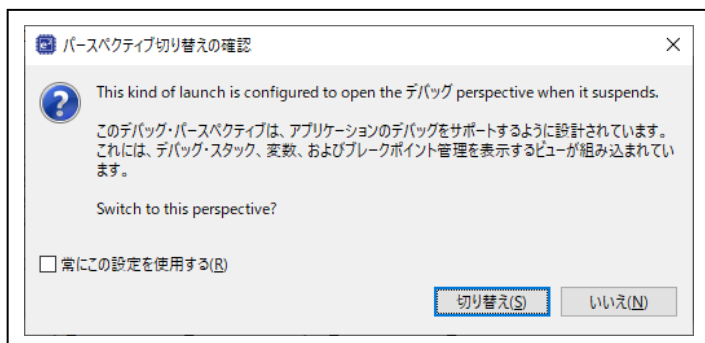 パースペクティブ切り替えの確認
This kind of launch is configured to open the デバッグ perspective when it suspends.
このデバッグ・パースペクティブは、アプリケーションのデバッグをサポートするように設計されています。
これには、デバッグ・スタック、変数、およびブレークポイント管理を表示するビューが組み込まれてい
ます。
Switch to this perspective?
常にこの設定を使用する(R)
切り替え(S)
いいえ(N)